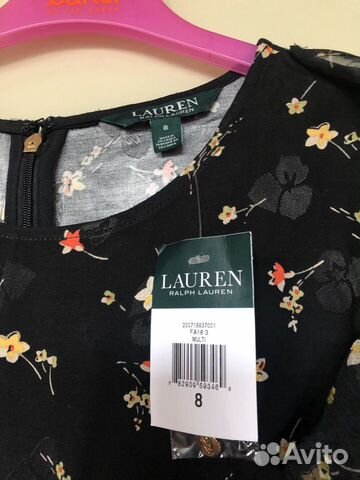 LAUREN
RALPH LAUREN
8
LAUREN
RALPH LAUREN
200719937001
FA18 3
MULTI
8
Avito